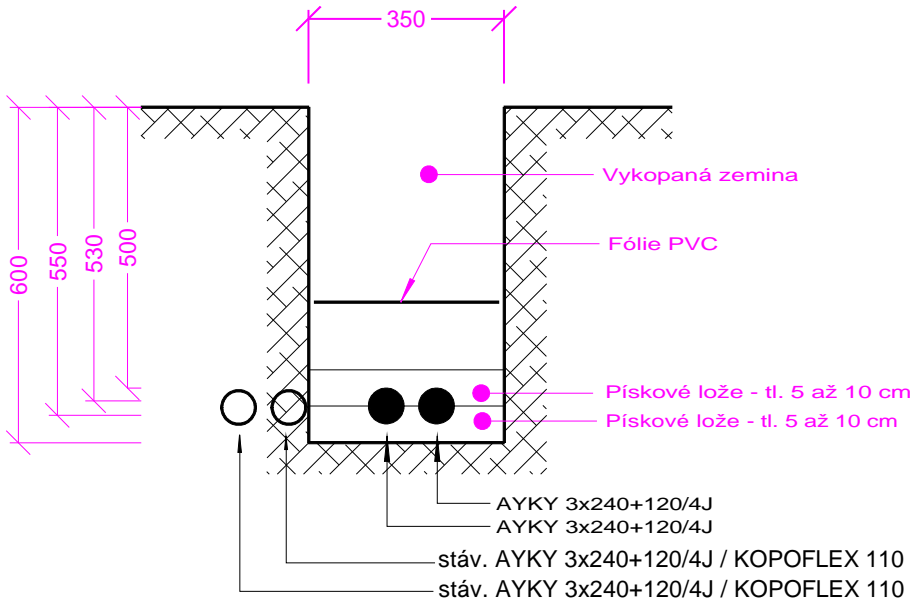 350
600
550
530
500
Vykopaná zemina
Fólie PVC
Pískové lože - tl. 5 až 10 cm
Pískové lože - tl. 5 až 10 cm
AYKY 3x240+120/4J
AYKY 3x240+120/4J
stáv. AYKY 3x240+120/4J / KOPOFLEX 110
stáv. AYKY 3x240+120/4J / KOPOFLEX 110